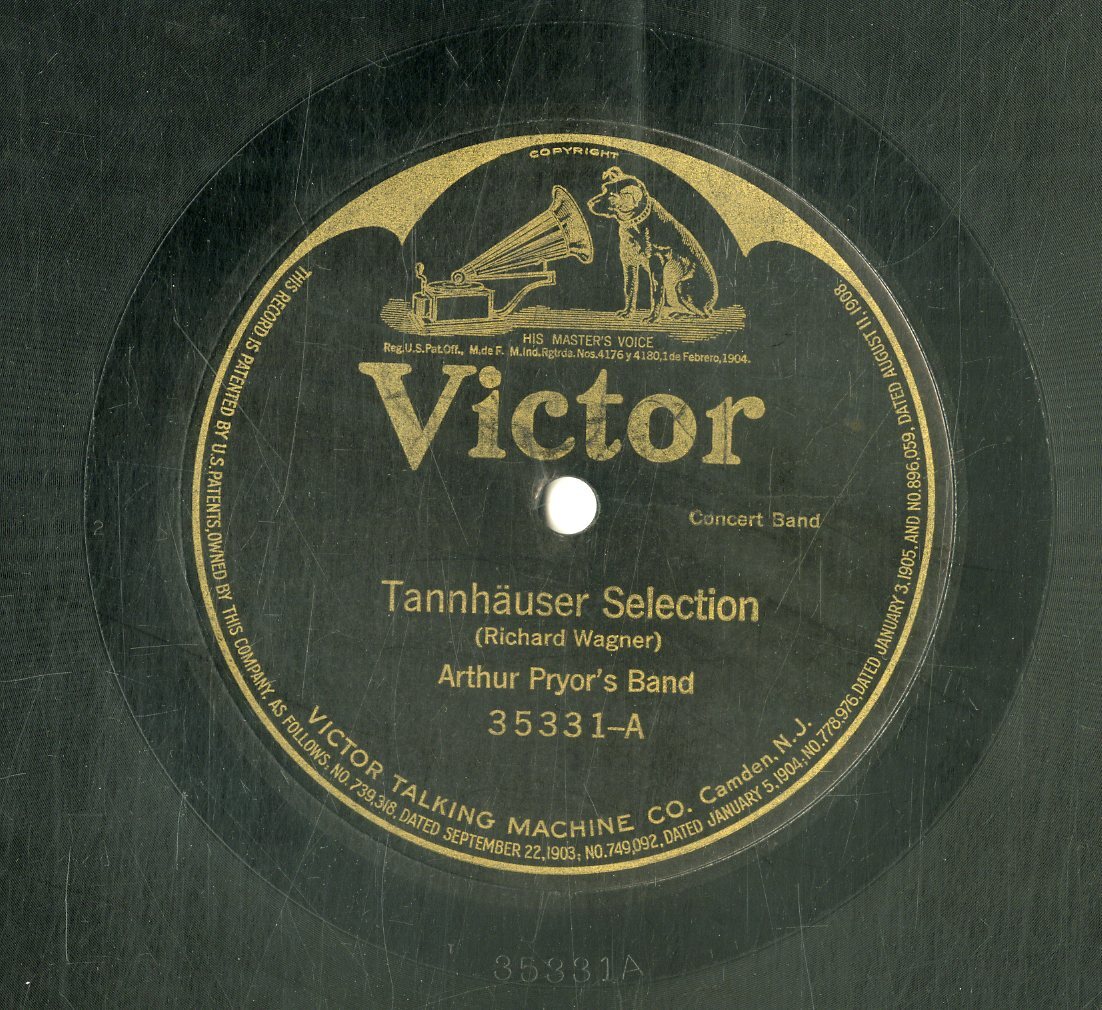 COPYRIGHT
HIS MASTER'S VOICE
Reg.U.S.Pat.Off., M.de F. M.Ind.Rgtrda.Nos.4176 y 4180,1 de Febrero,1904.
Victor
Concert Band
Tannhäuser Selection
(Richard Wagner)
Arthur Pryor's Band
35331-A
VICTOR TALKING MACHINE CO. Camden, N.J.
THIS RECORD IS PATENTED BY U.S. PATENTS, OWNED BY THIS COMPANY, AS FOLLOWS: NO. 739,318, DATED SEPTEMBER 22, 1903; NO. 749,092, DATED JANUARY 5, 1904; NO. 778,976, DATED JANUARY 3, 1905, AND NO. 896,059, DATED AUGUST 11, 1908
2
35331A